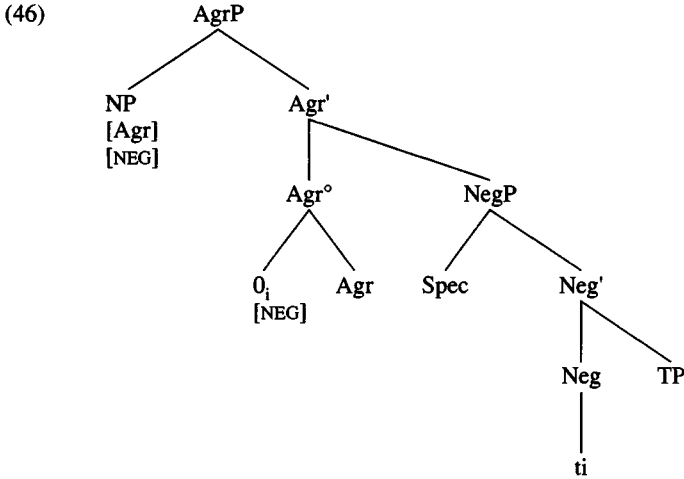 (46) AgrP
NP Agr'
[Agr]
[NEG]
Agr° NegP
0i Agr Spec Neg'
[NEG]
Neg TP
ti